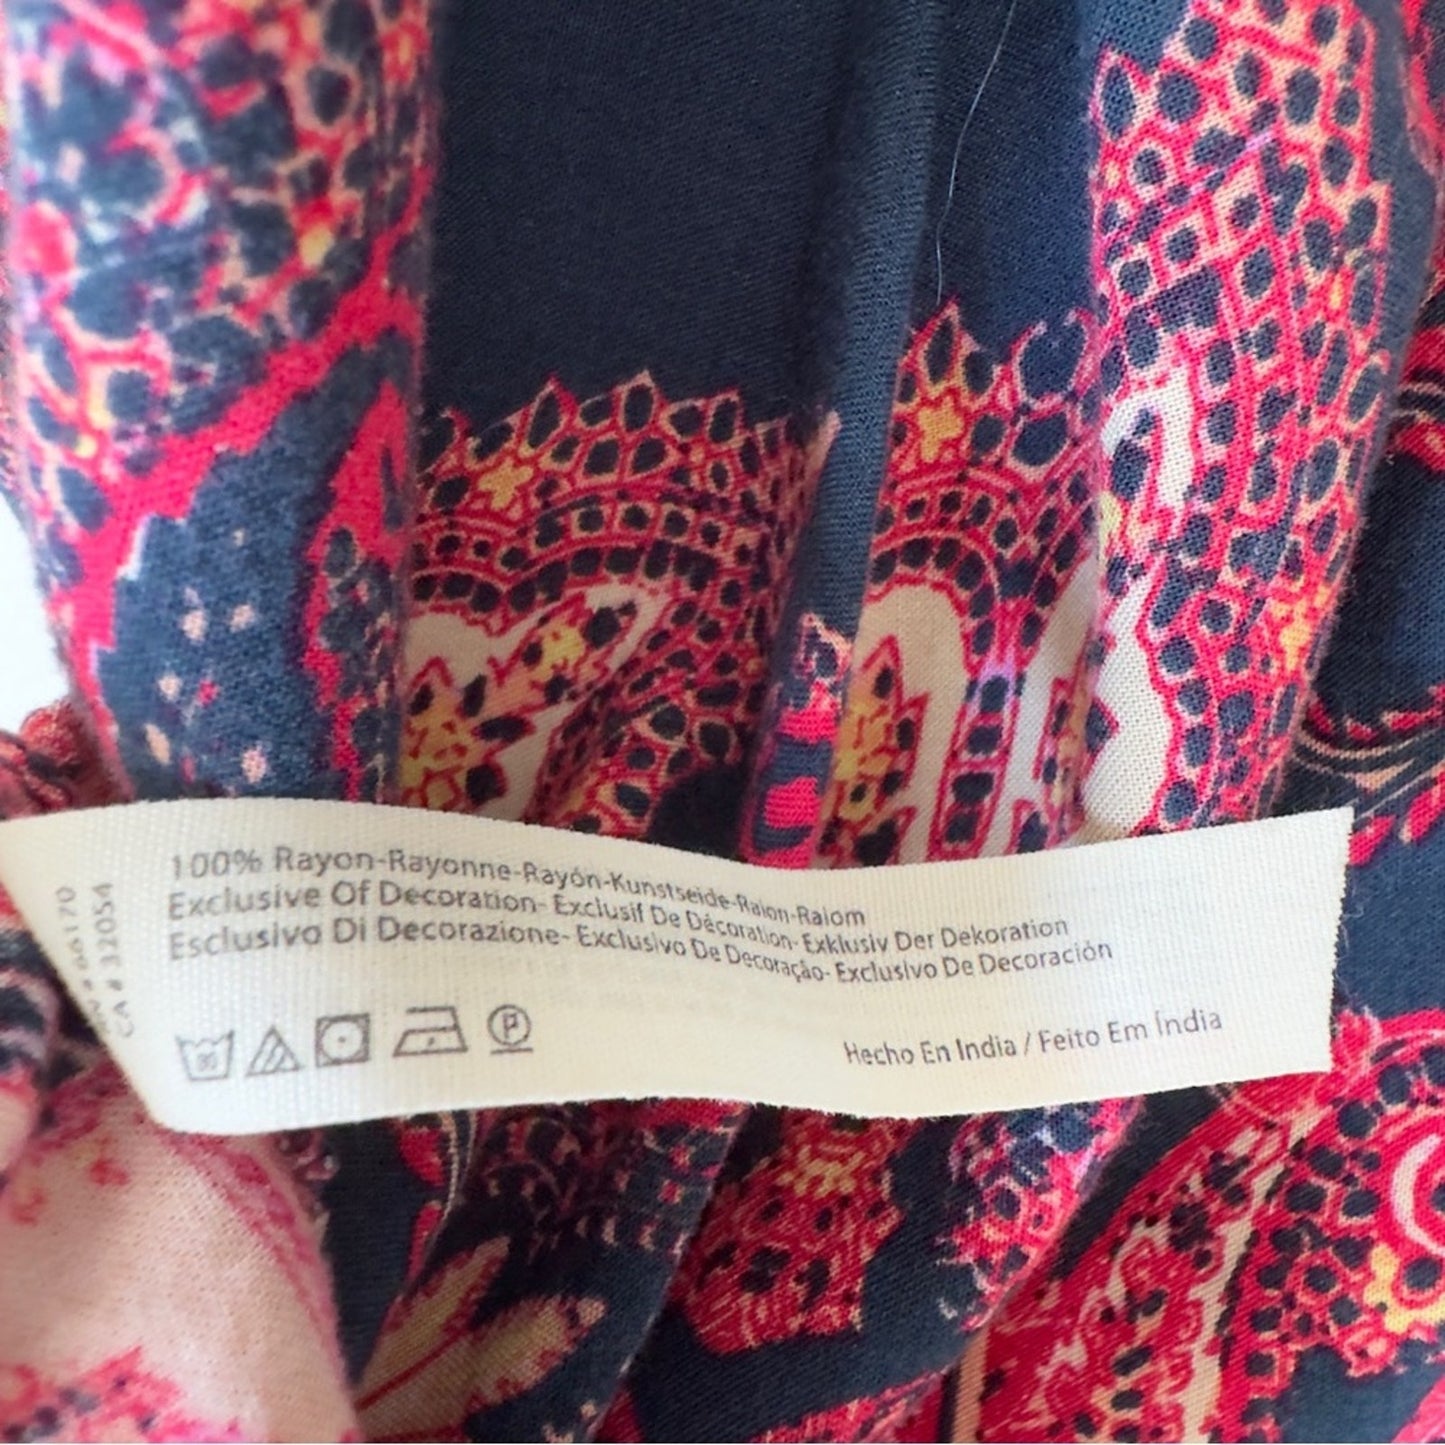 100% Rayon-Rayonne-Rayón-Kunstseide-Raion-Raiom
Exclusive Of Decoration- Exclusif De Décoration- Exklusiv Der Dekoration
Esclusivo Di Decorazione- Exclusivo De Decoração- Exclusivo De Decoración
Hecho En India / Feito Em Índia
CA # 32054
P